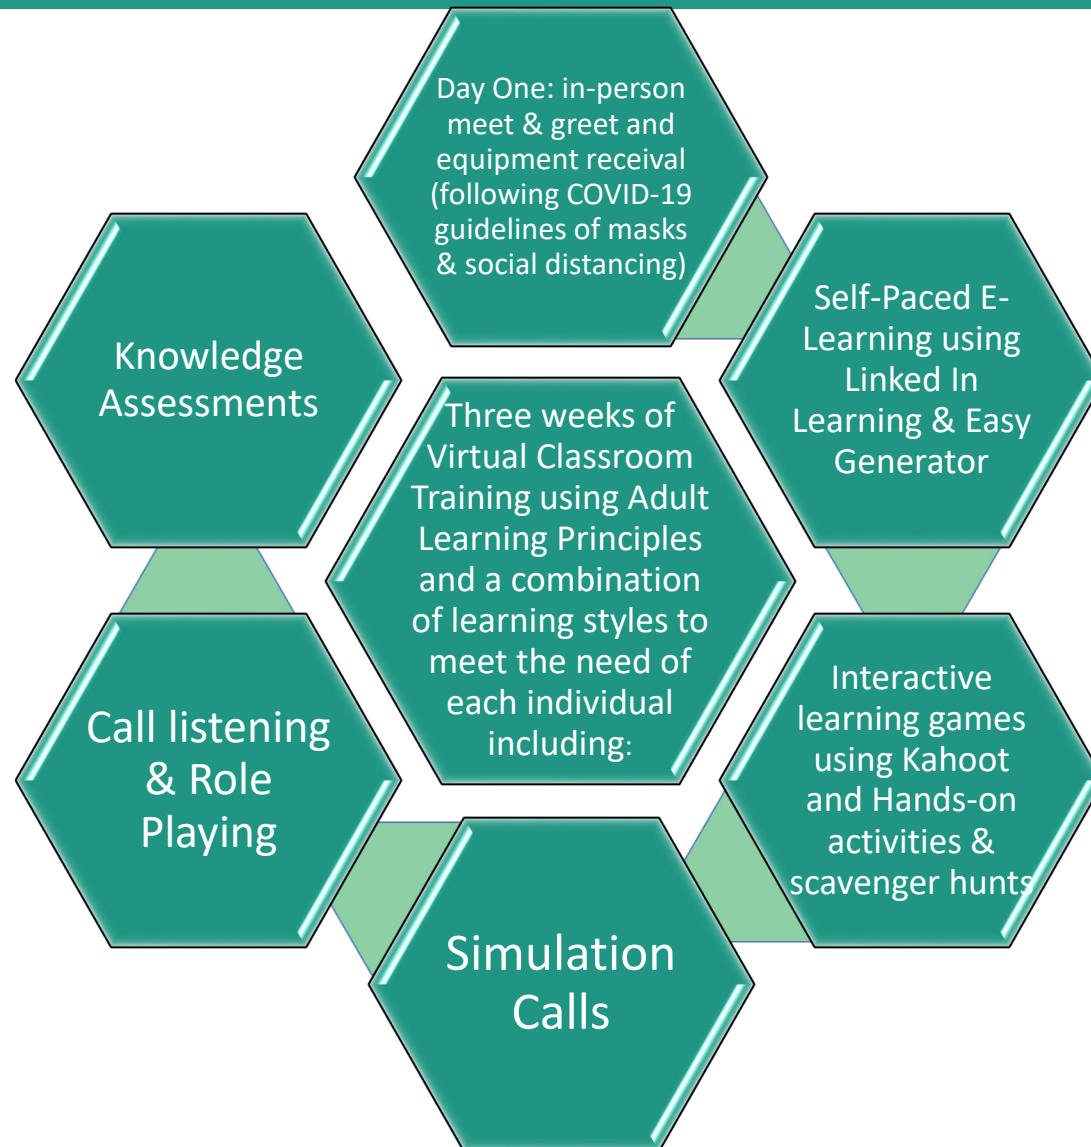 Day One: in-person
meet & greet and
equipment receival
(following COVID-19
guidelines of masks
& social distancing)
Self-Paced E-
Learning using
Linked In
Learning & Easy
Generator
Knowledge
Assessments
Three weeks of
Virtual Classroom
Training using Adult
Learning Principles
and a combination
of learning styles to
meet the need of
each individual
including:
Interactive
learning games
using Kahoot
and Hands-on
activities &
scavenger hunts
Call listening
& Role
Playing
Simulation
Calls